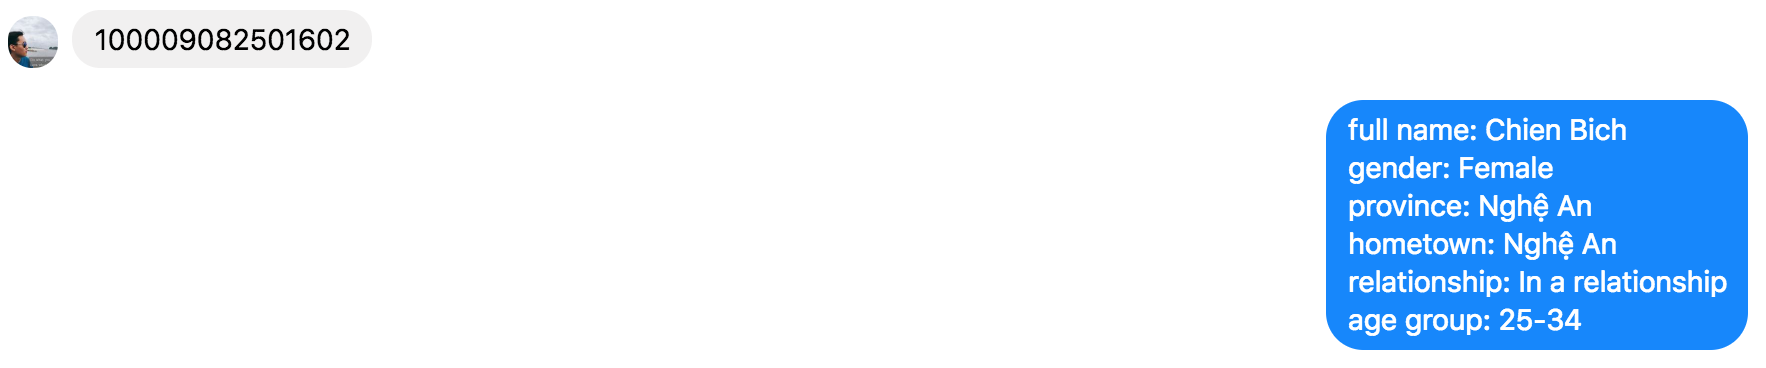 100009082501602
full name: Chien Bich
gender: Female
province: Nghệ An
hometown: Nghệ An
relationship: In a relationship
age group: 25-34